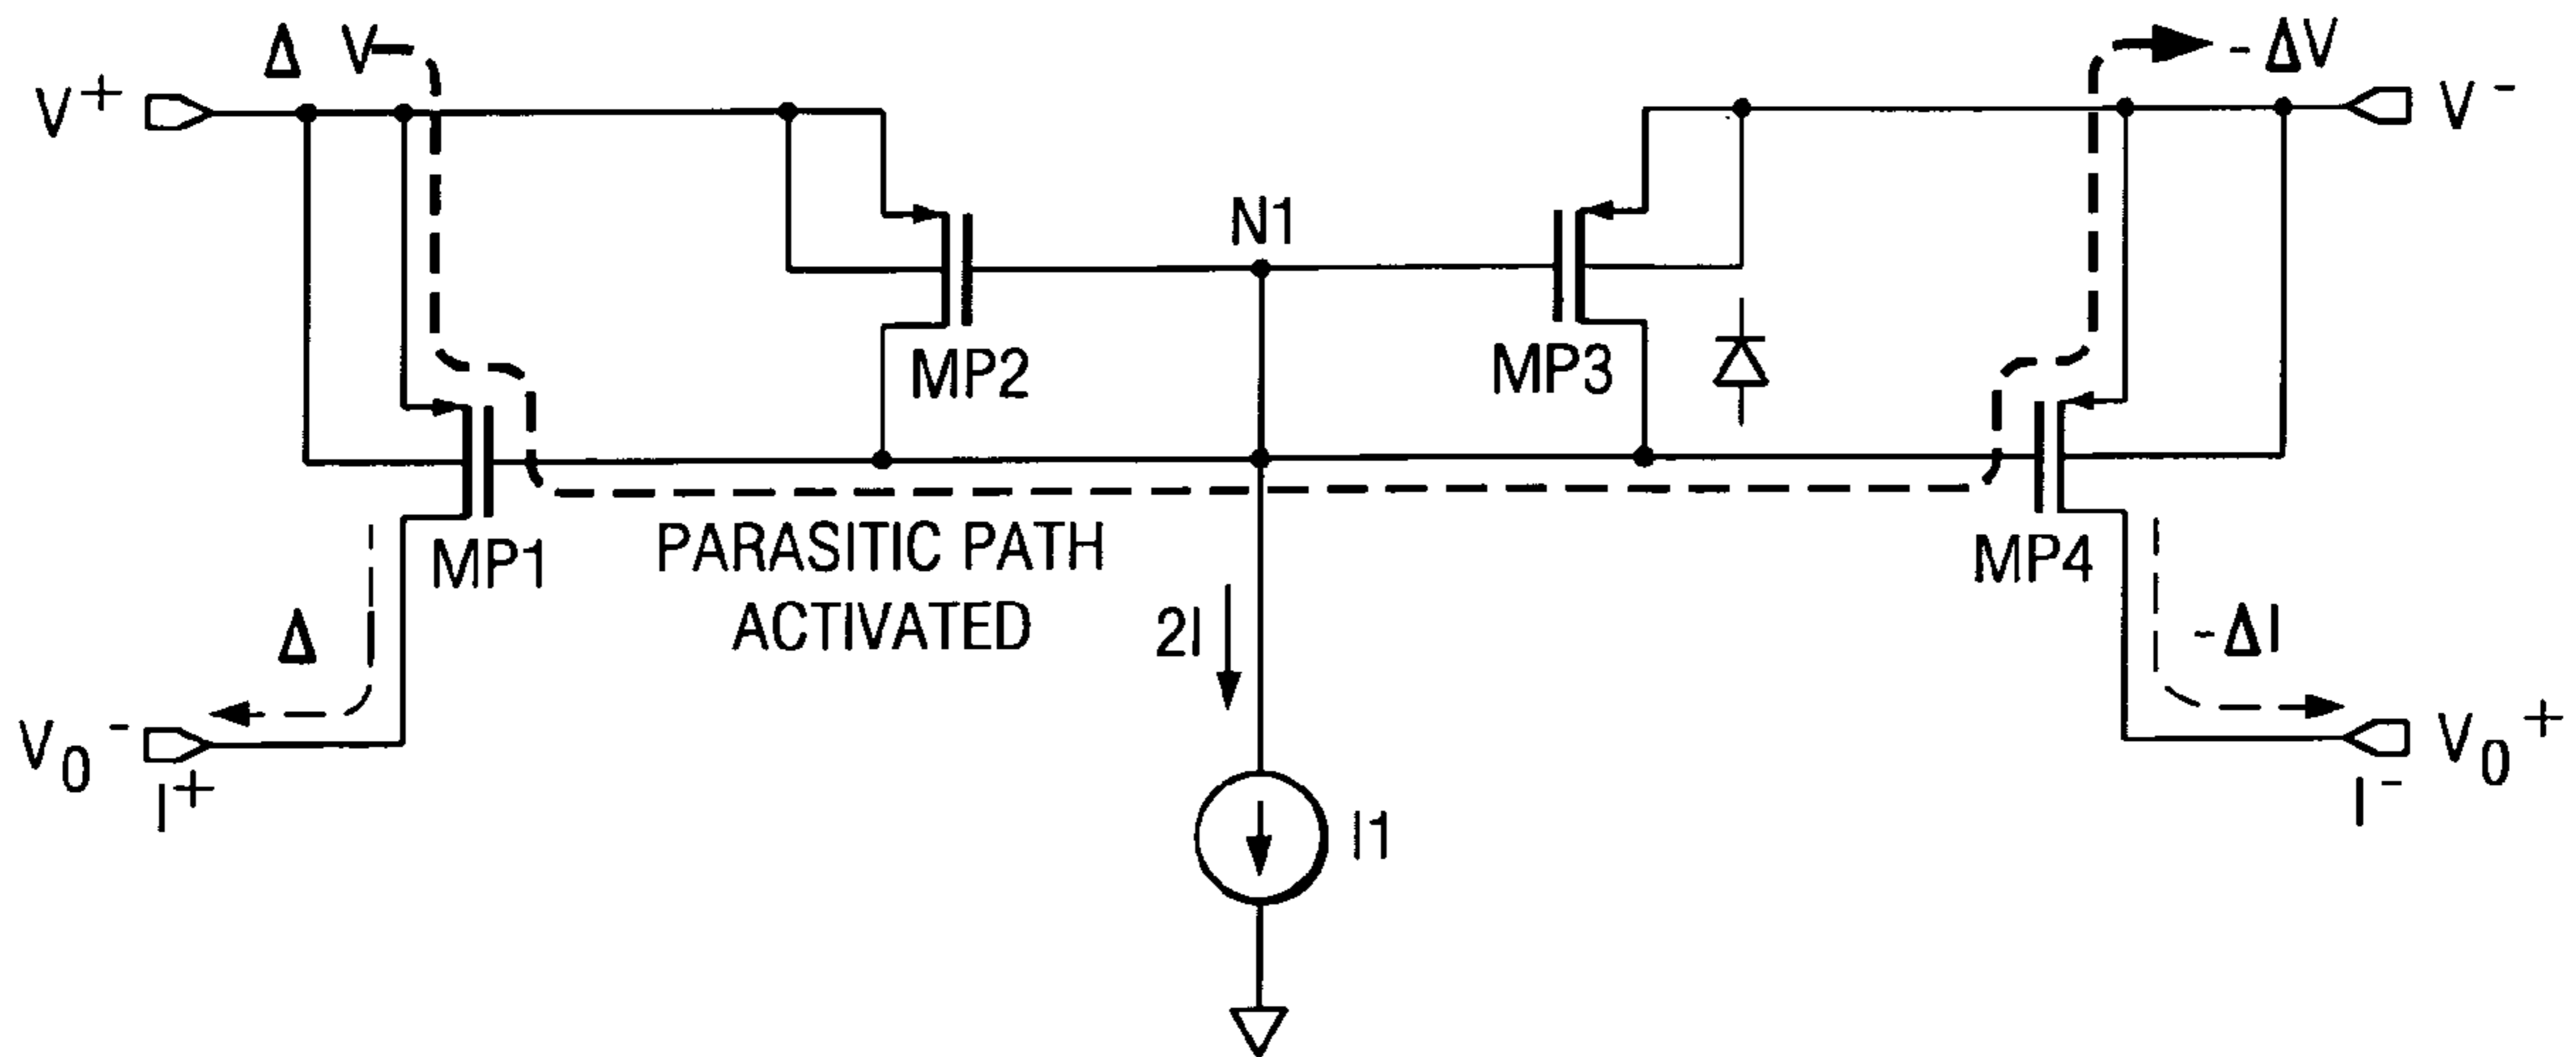 Δ V
-ΔV
V+
V-
N1
MP2
MP3
MP1
PARASITIC PATH
ACTIVATED
MP4
2I
Δ
-ΔI
V0-
I+
V0+
I-
I1